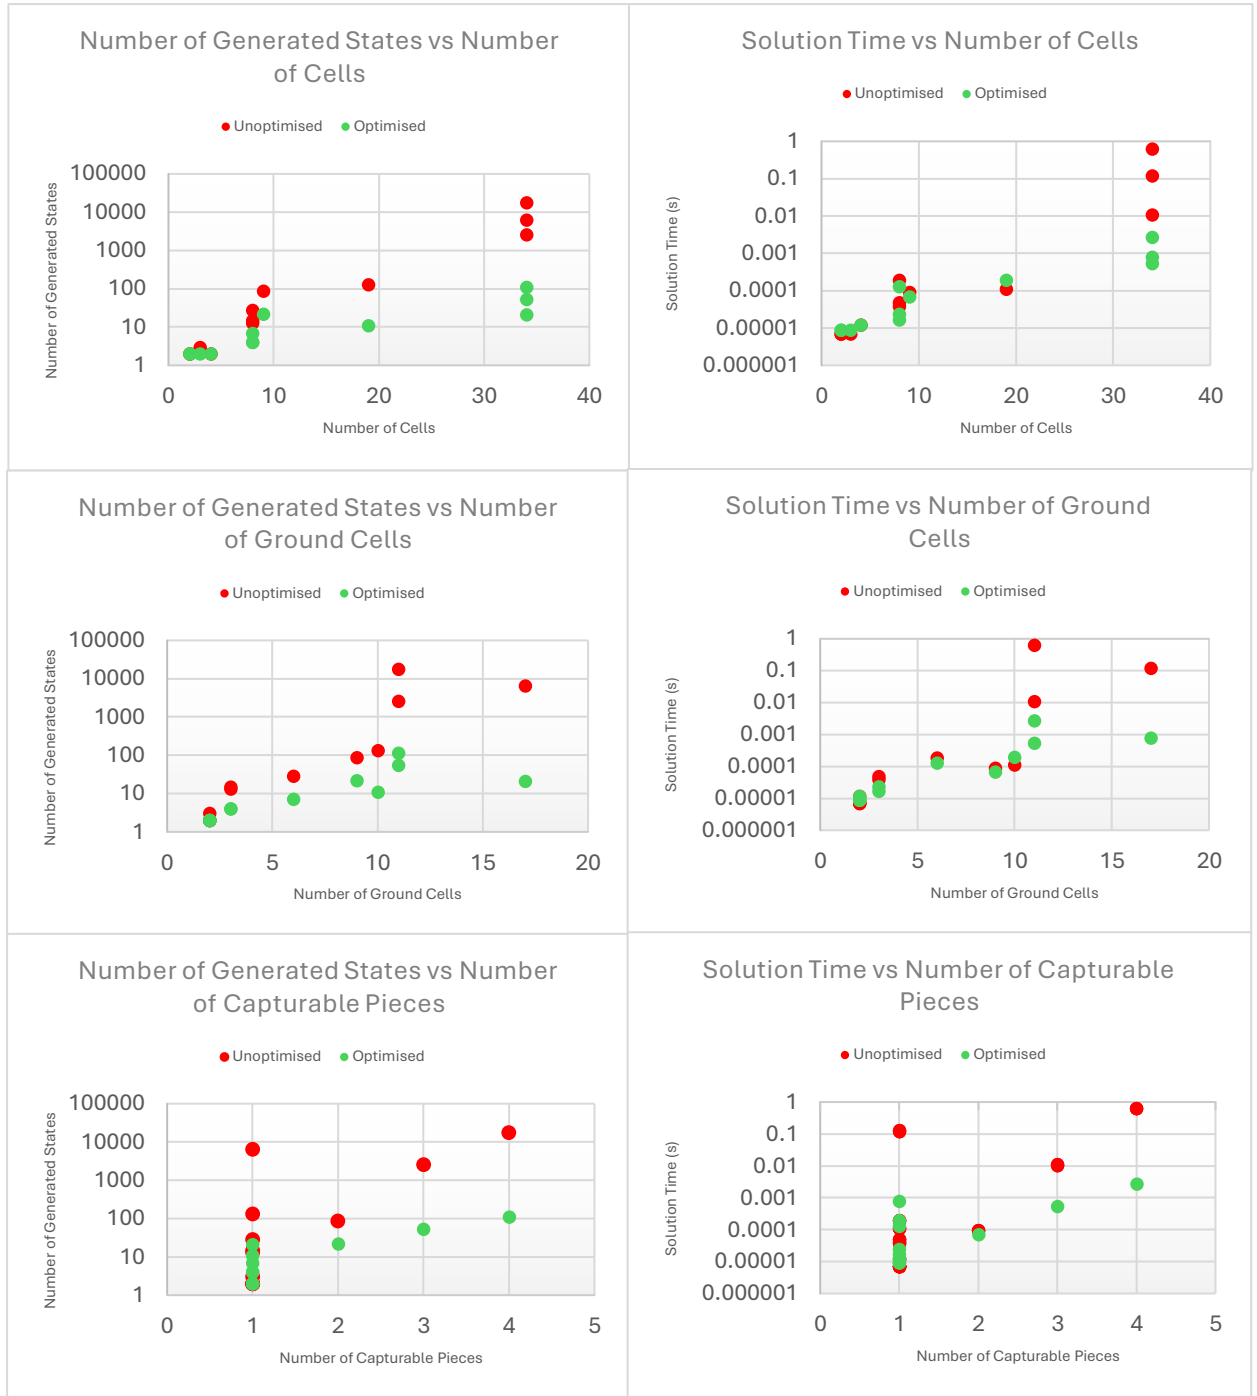 Number of Generated States vs Number
of Cells
Unoptimised Optimised
Number of Generated States
100000
10000
1000
100
10
1
0 10 20 30 40
Number of Cells
Solution Time vs Number of Cells
Unoptimised Optimised
Solution Time (s)
1
0.1
0.01
0.001
0.0001
0.00001
0.000001
0 10 20 30 40
Number of Cells
Number of Generated States vs Number
of Ground Cells
Unoptimised Optimised
Number of Generated States
100000
10000
1000
100
10
1
0 5 10 15 20
Number of Ground Cells
Solution Time vs Number of Ground
Cells
Unoptimised Optimised
Solution Time (s)
1
0.1
0.01
0.001
0.0001
0.00001
0.000001
0 5 10 15 20
Number of Ground Cells
Number of Generated States vs Number
of Capturable Pieces
Unoptimised Optimised
Number of Generated States
100000
10000
1000
100
10
1
0 1 2 3 4 5
Number of Capturable Pieces
Solution Time vs Number of Capturable
Pieces
Unoptimised Optimised
Solution Time (s)
1
0.1
0.01
0.001
0.0001
0.00001
0.000001
0 1 2 3 4 5
Number of Capturable Pieces